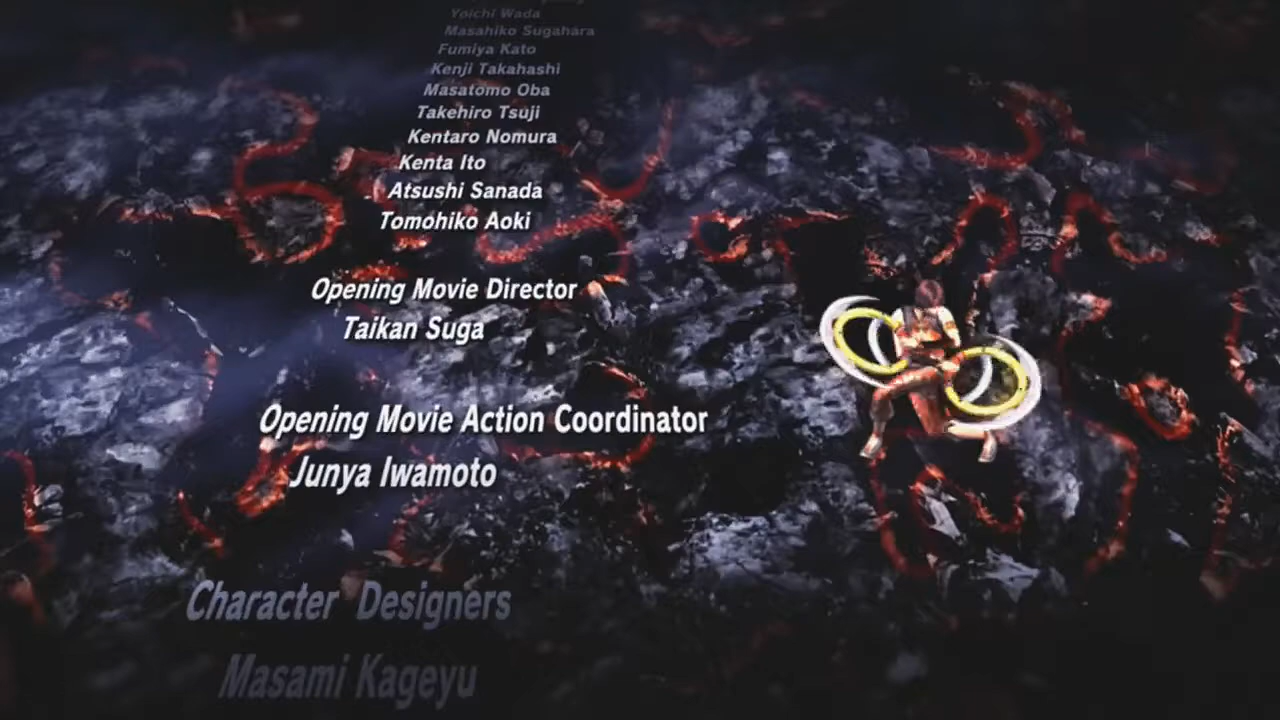 Yoichi Wada
Masahiko Sugahara
Fumiya Kato
Kenji Takahashi
Masatomo Oba
Takehiro Tsuji
Kentaro Nomura
Kenta Ito
Atsushi Sanada
Tomohiko Aoki
Opening Movie Director
Taikan Suga
Opening Movie Action Coordinator
Junya Iwamoto
Character Designers
Masami Kageyu